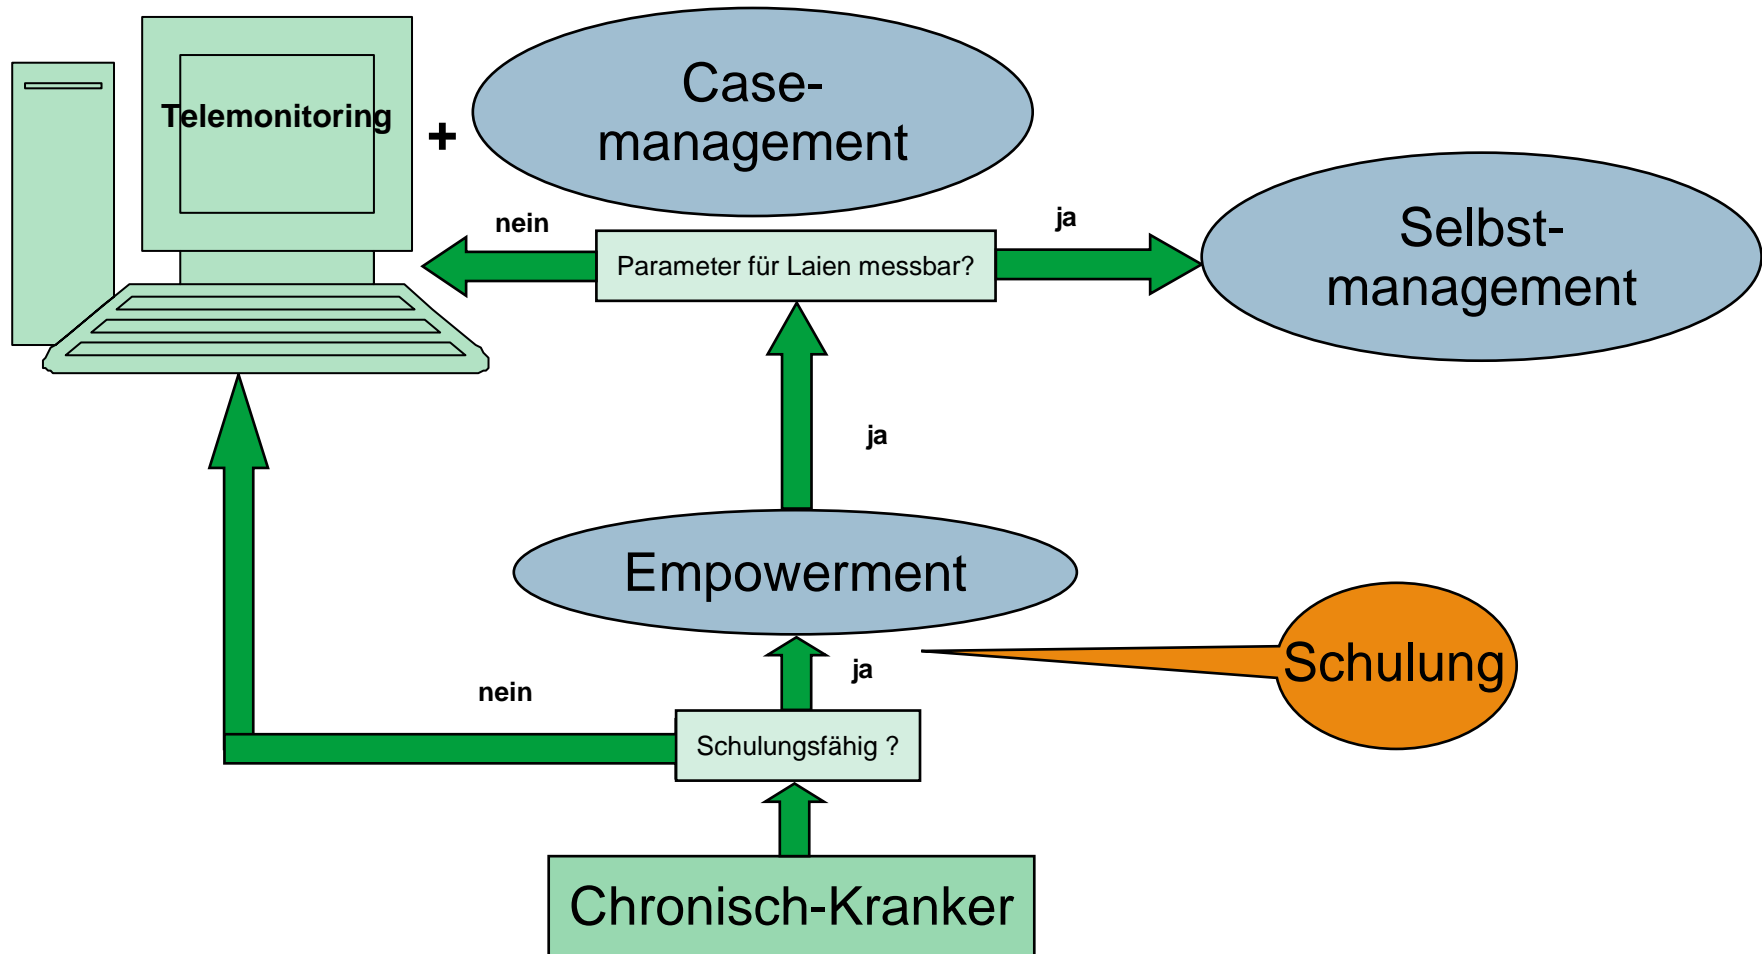 Telemonitoring
+
Case-
management
nein
Parameter für Laien messbar?
ja
Selbst-
management
ja
Empowerment
nein
ja
Schulung
Schulungsfähig ?
Chronisch-Kranker